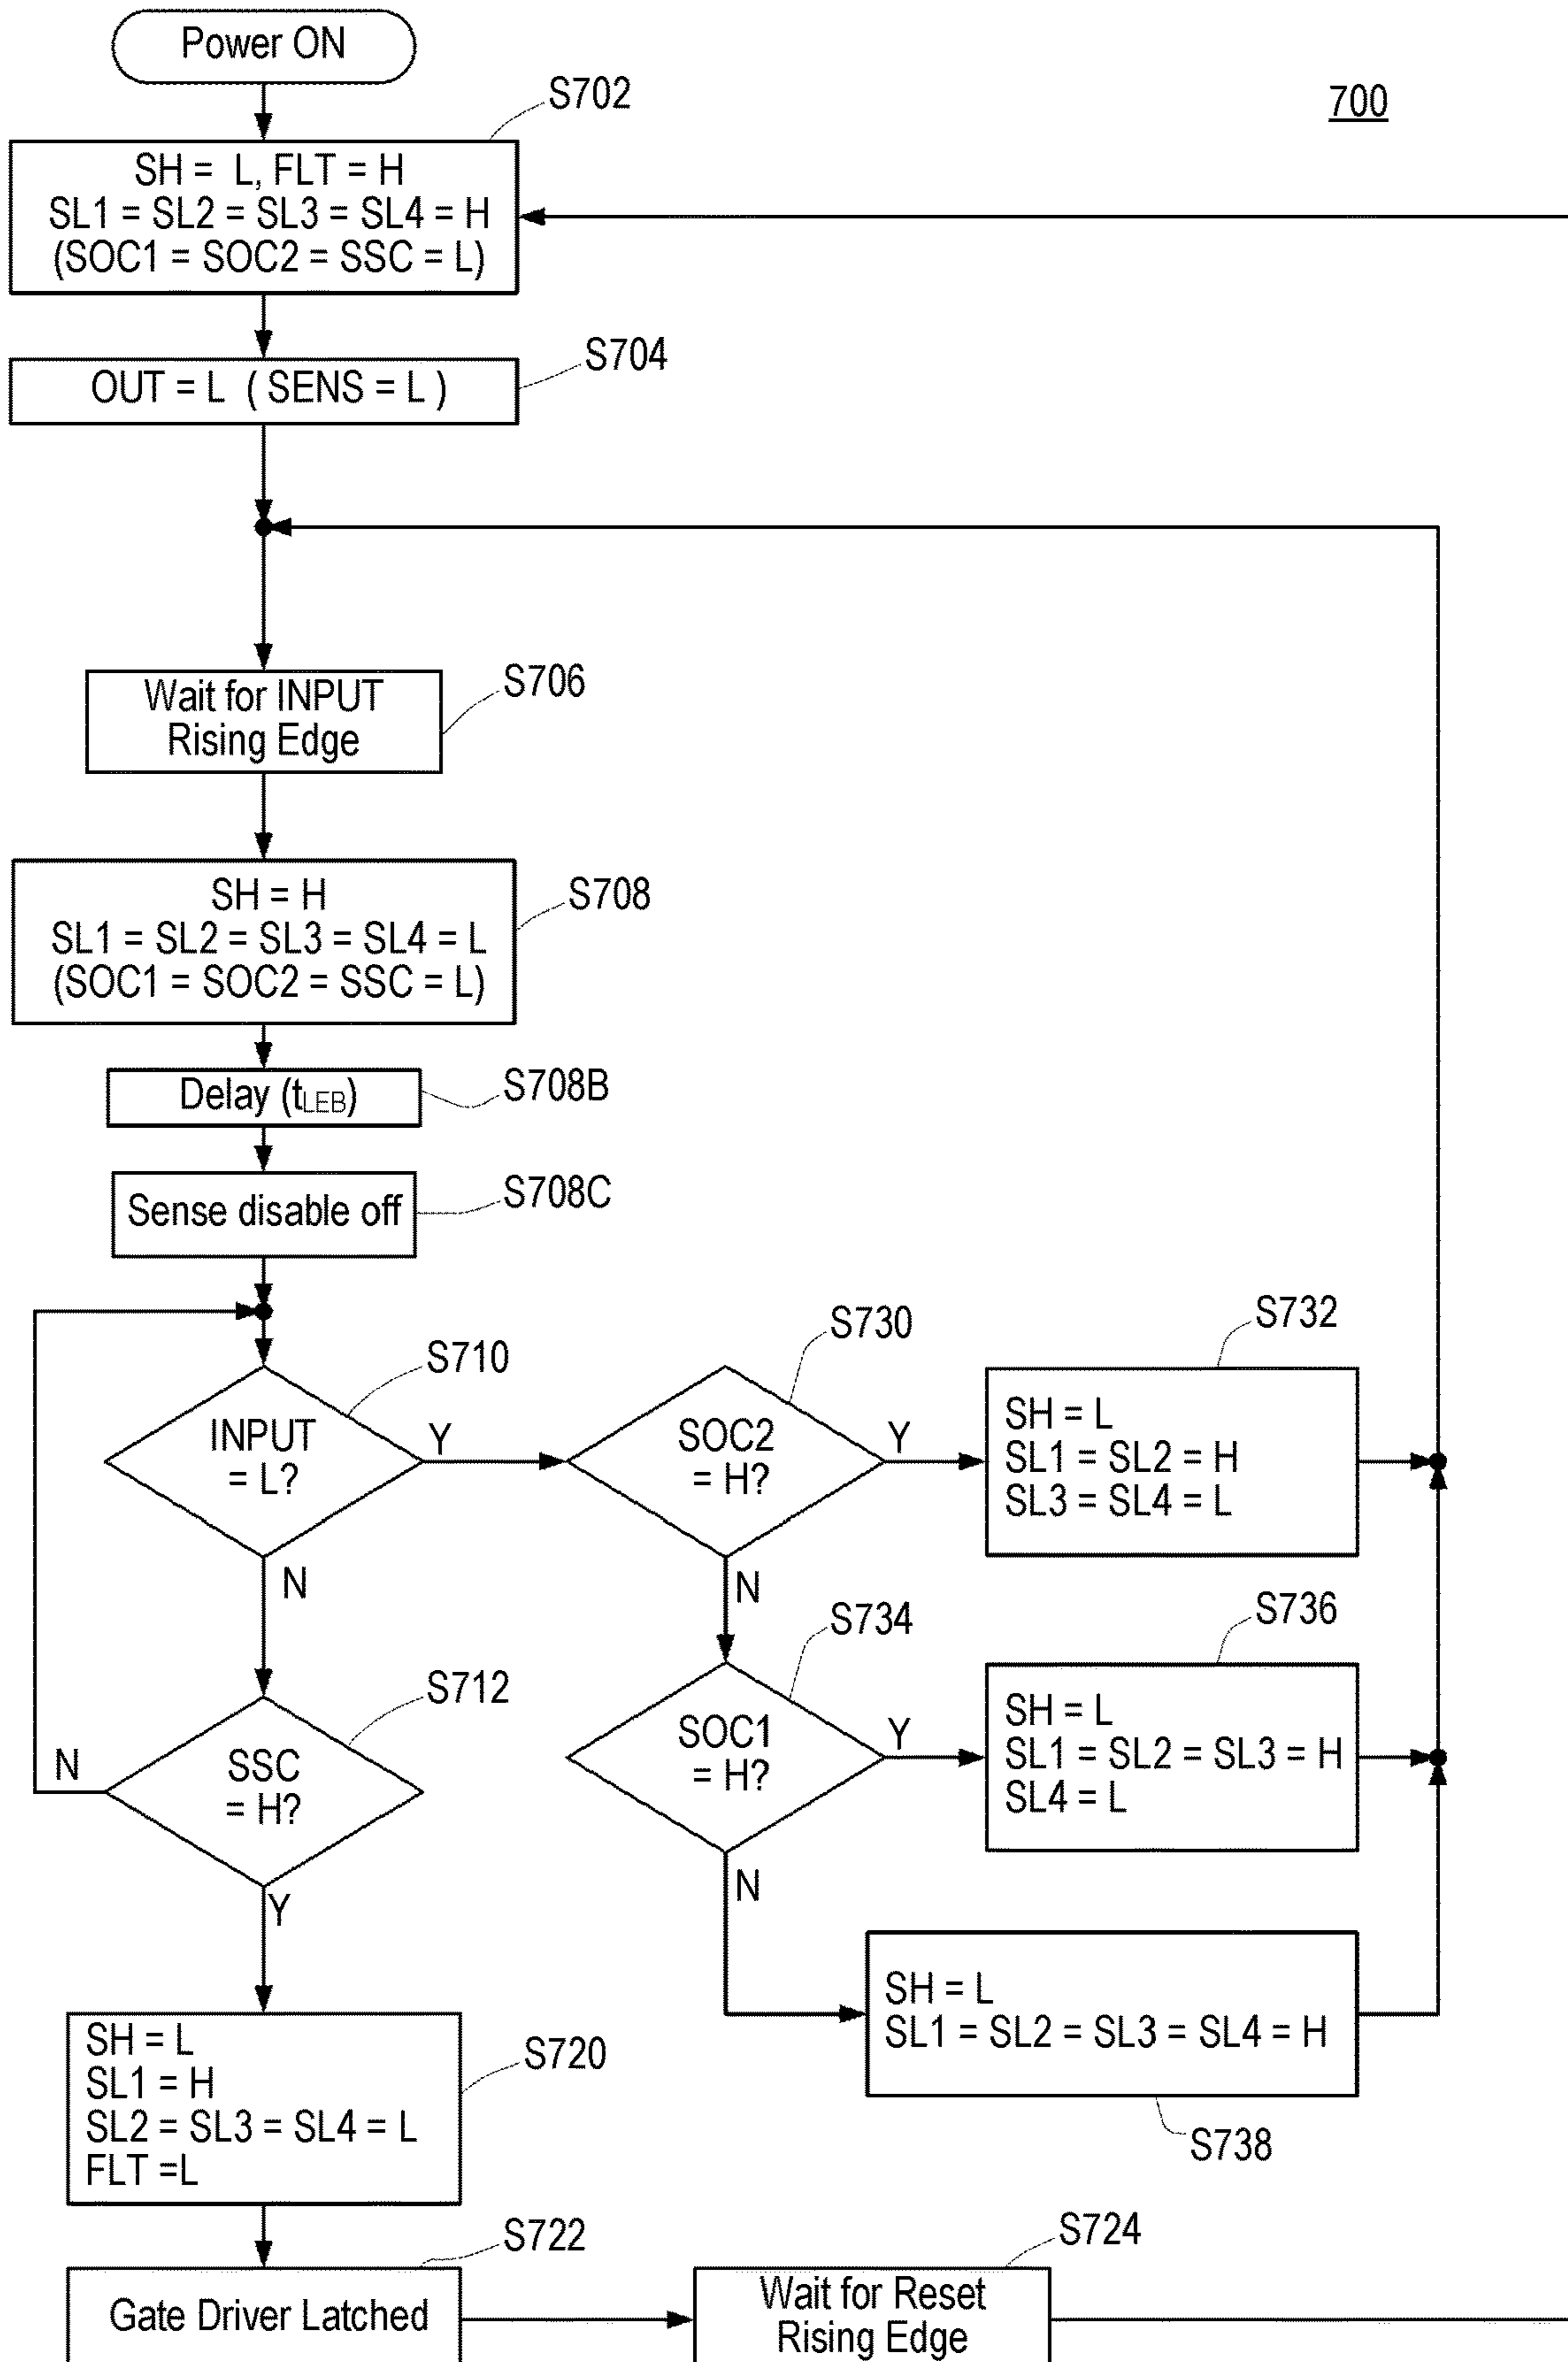 Power ON
S702
700
SH = L, FLT = H
SL1 = SL2 = SL3 = SL4 = H
(SOC1 = SOC2 = SSC = L)
S704
OUT = L ( SENS = L )
S706
Wait for INPUT
Rising Edge
S708
SH = H
SL1 = SL2 = SL3 = SL4 = L
(SOC1 = SOC2 = SSC = L)
S708B
Delay (tLEB)
S708C
Sense disable off
S710
INPUT
= L?
Y
N
S730
SOC2
= H?
Y
N
S732
SH = L
SL1 = SL2 = H
SL3 = SL4 = L
S712
SSC
= H?
N
Y
S734
SOC1
= H?
Y
N
S736
SH = L
SL1 = SL2 = SL3 = H
SL4 = L
SH = L
SL1 = SL2 = SL3 = SL4 = H
S738
S720
SH = L
SL1 = H
SL2 = SL3 = SL4 = L
FLT =L
S722
Gate Driver Latched
S724
Wait for Reset
Rising Edge